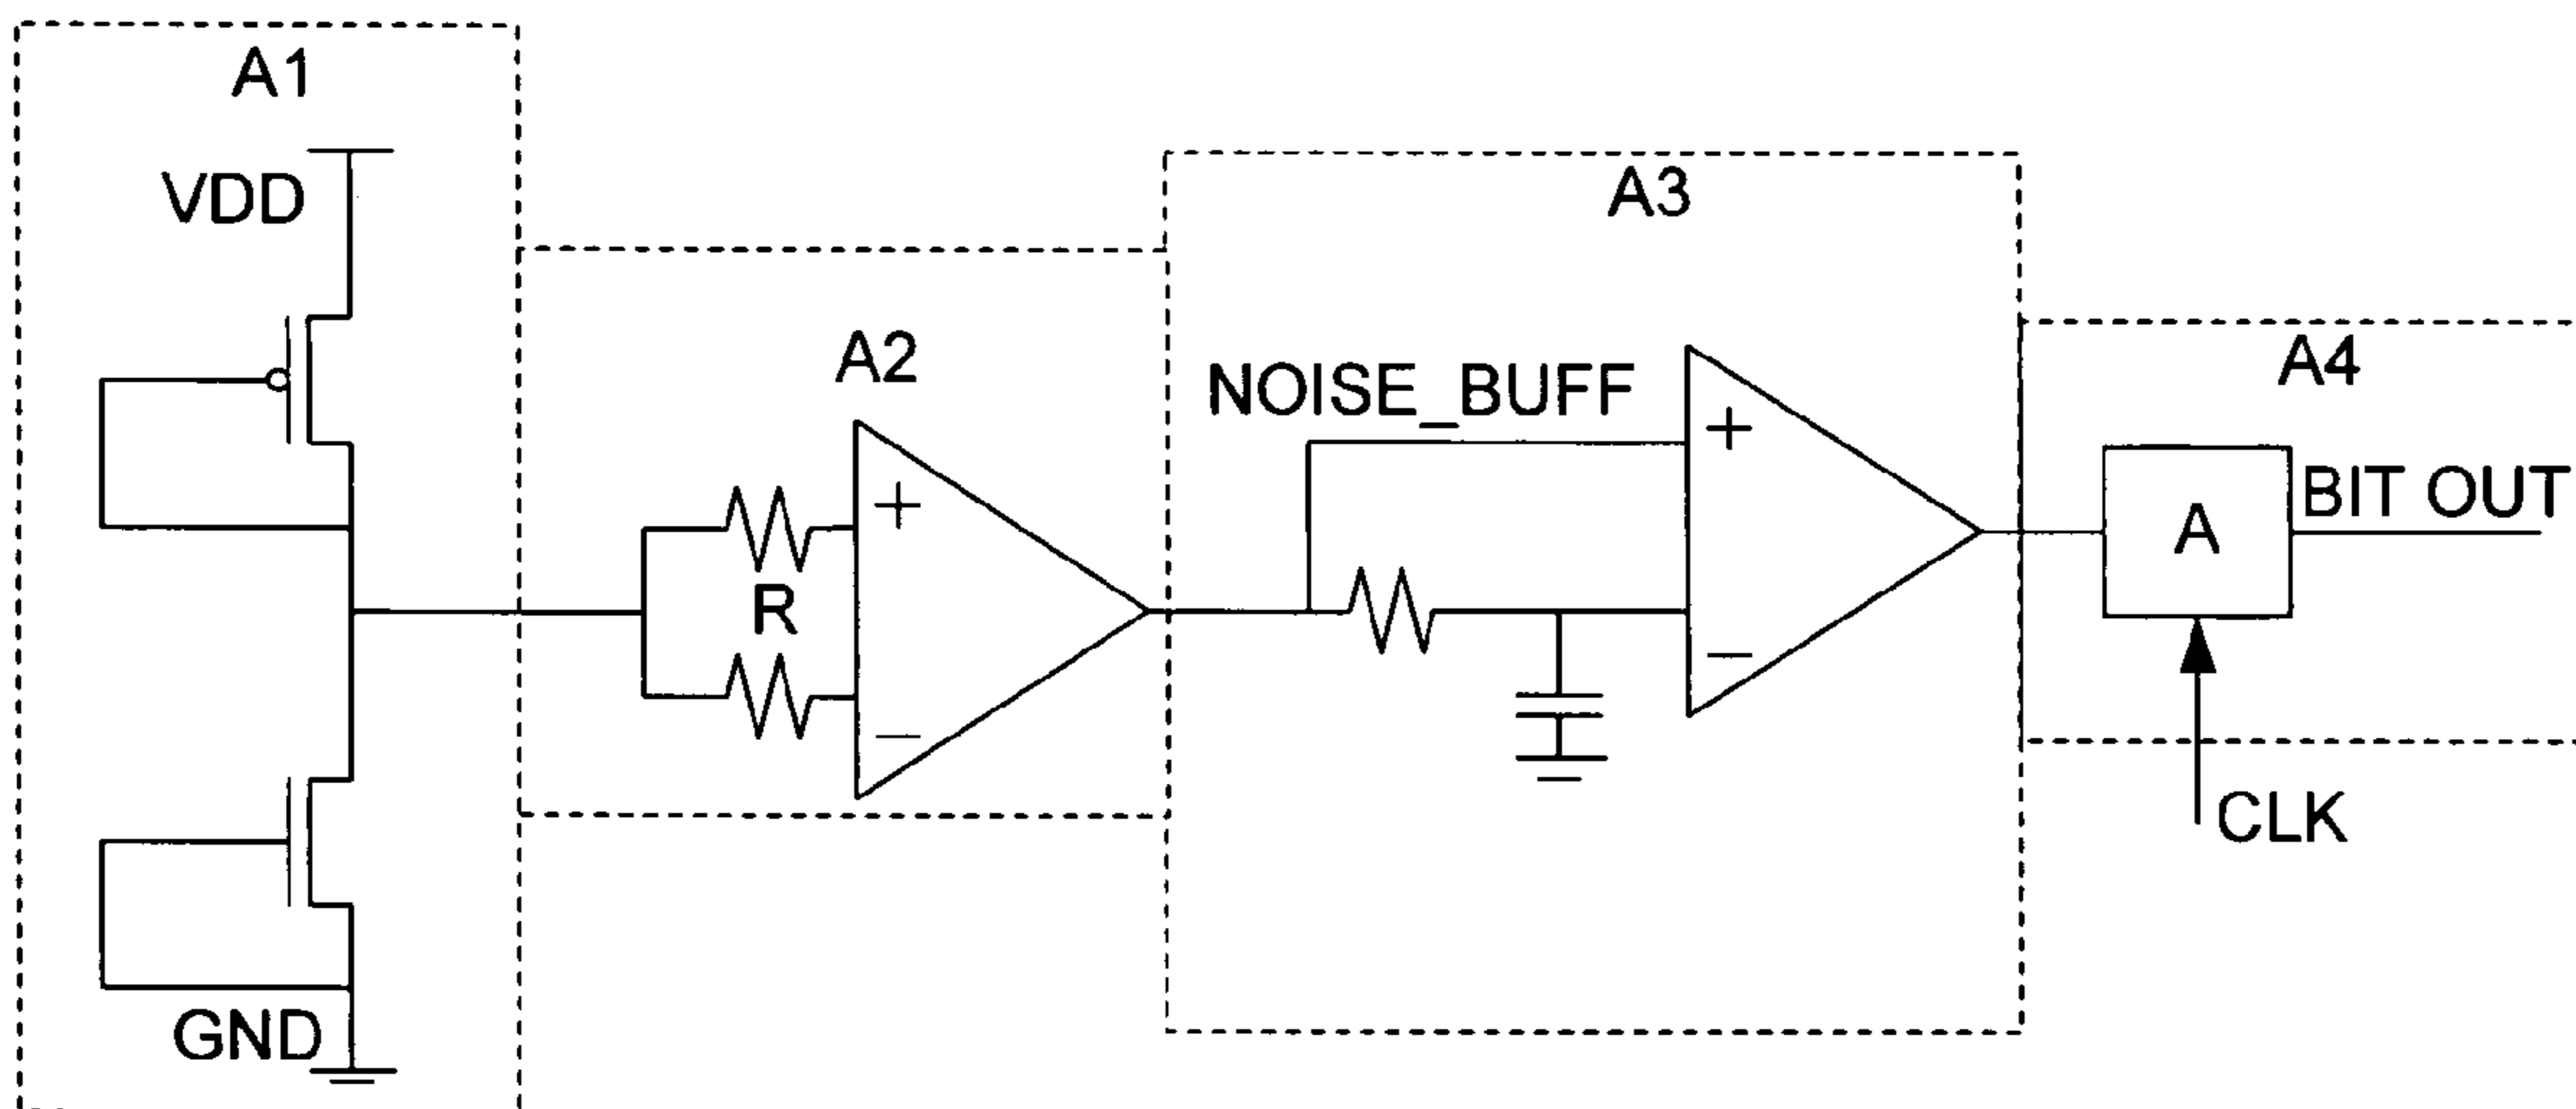 A1
VDD
GND
A2
+
R
−
A3
NOISE_BUFF
+
−
A4
A
BIT OUT
CLK